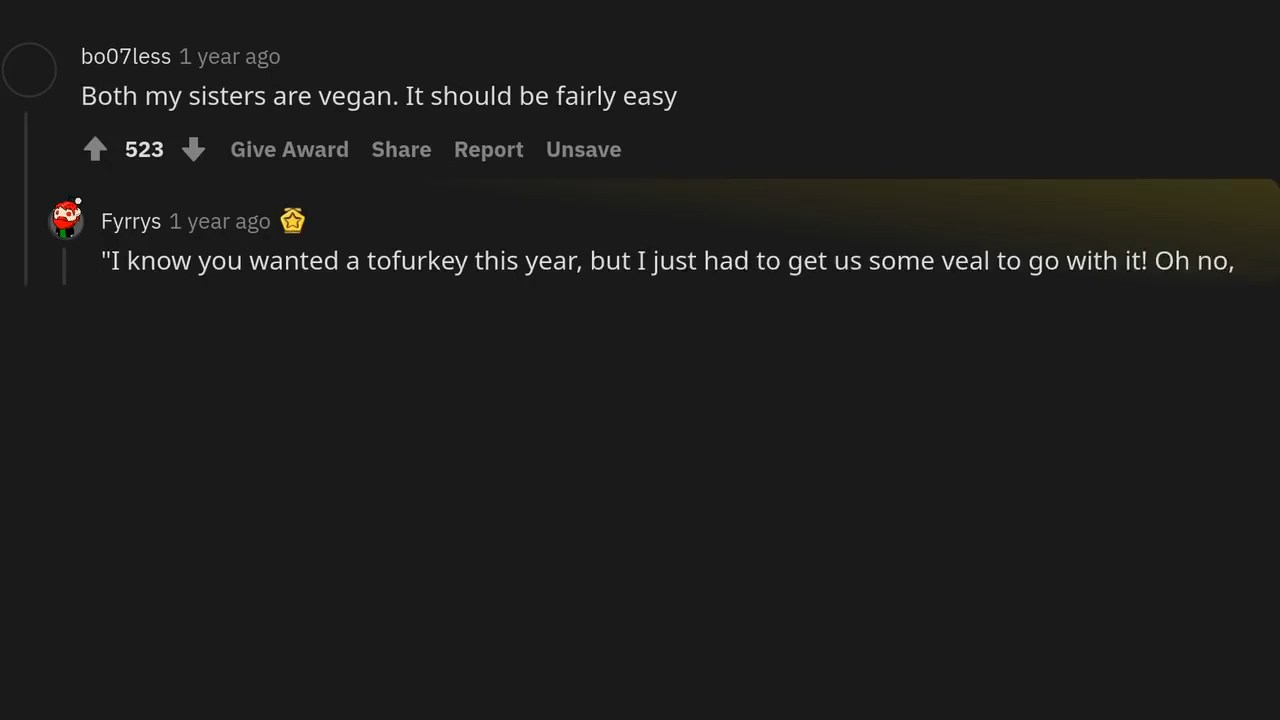 bo07less 1 year ago
Both my sisters are vegan. It should be fairly easy
523 Give Award Share Report Unsave
Fyrrys 1 year ago
"I know you wanted a tofurkey this year, but I just had to get us some veal to go with it! Oh no,